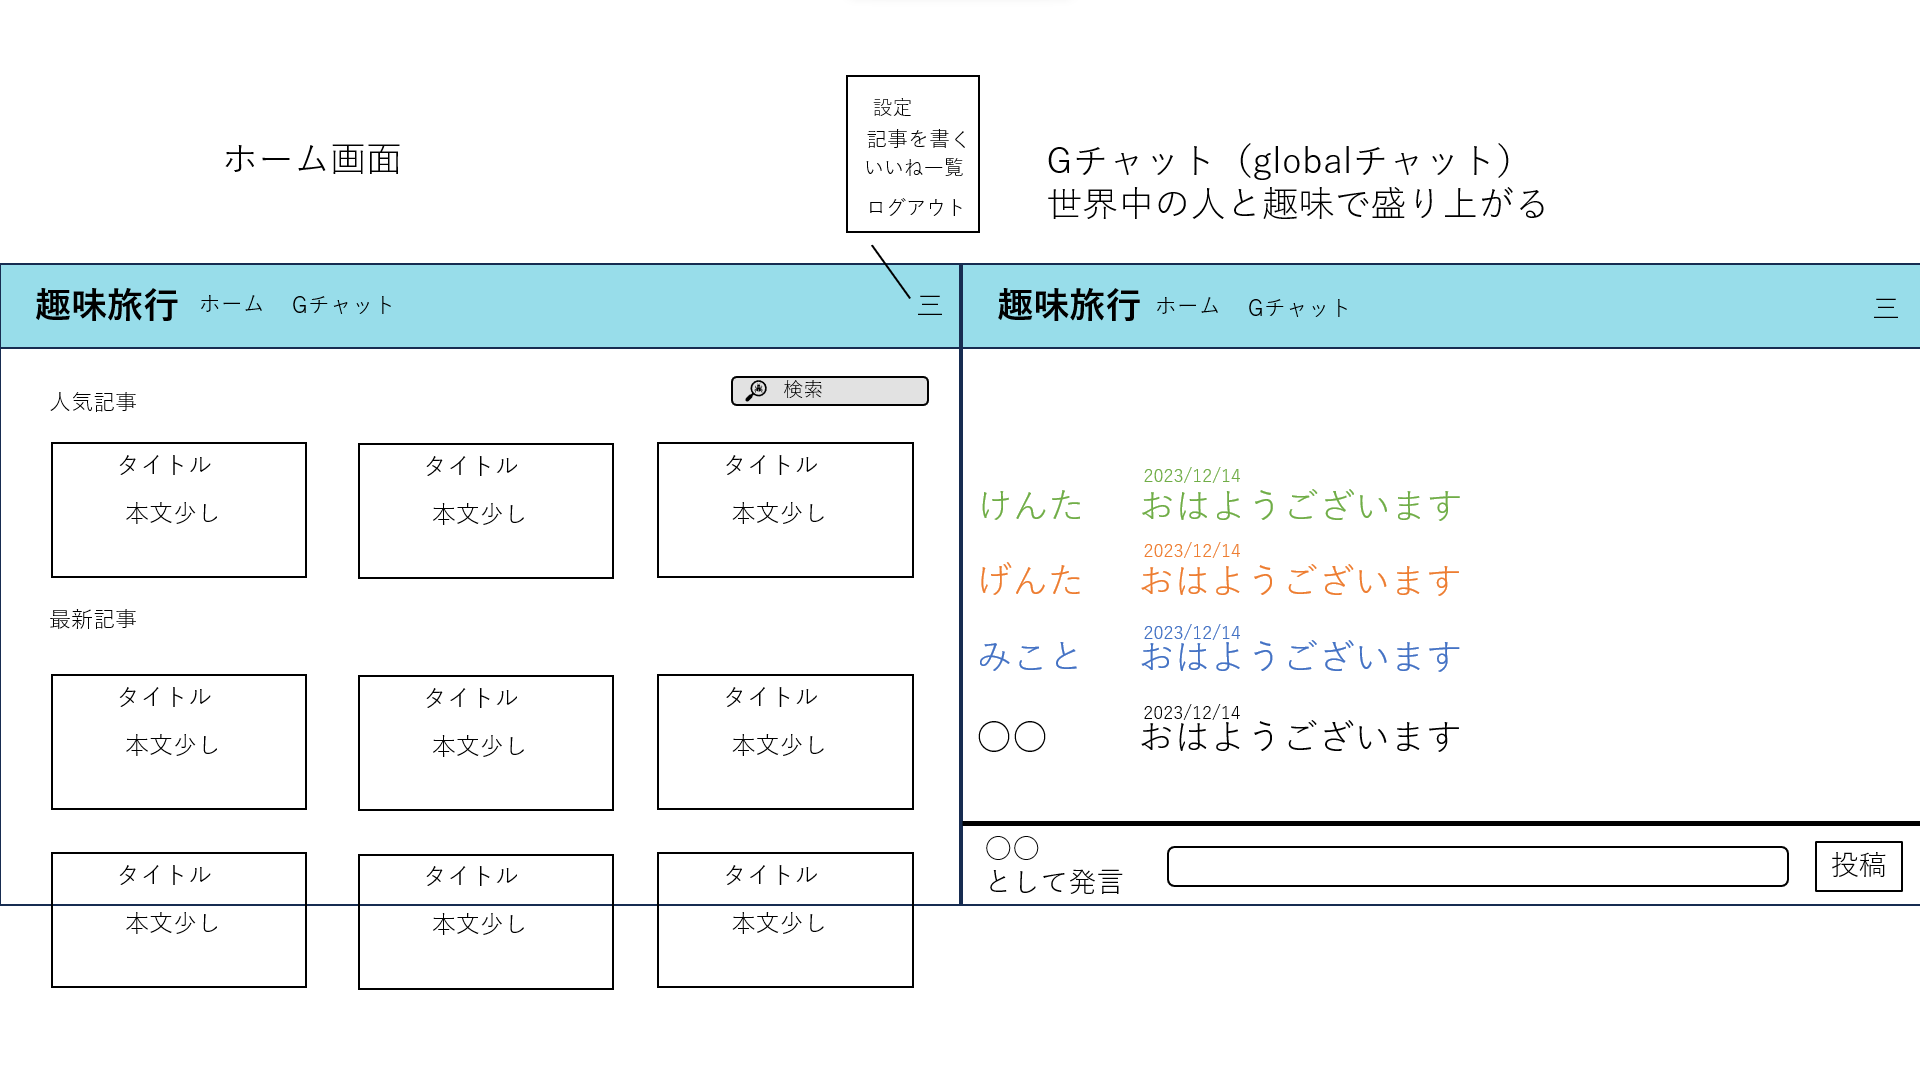 ホーム画面
設定
記事を書く
いいね一覧
ログアウト
Gチャット（globalチャット）
世界中の人と趣味で盛り上がる
趣味旅行 ホーム Gチャット 三
人気記事
検索
タイトル タイトル タイトル
本文少し 本文少し 本文少し
最新記事
タイトル タイトル タイトル
本文少し 本文少し 本文少し
タイトル タイトル タイトル
本文少し 本文少し 本文少し
趣味旅行 ホーム Gチャット 三
2023/12/14
けんた おはようございます
2023/12/14
げんた おはようございます
2023/12/14
みこと おはようございます
2023/12/14
〇〇 おはようございます
〇〇
として発言
投稿